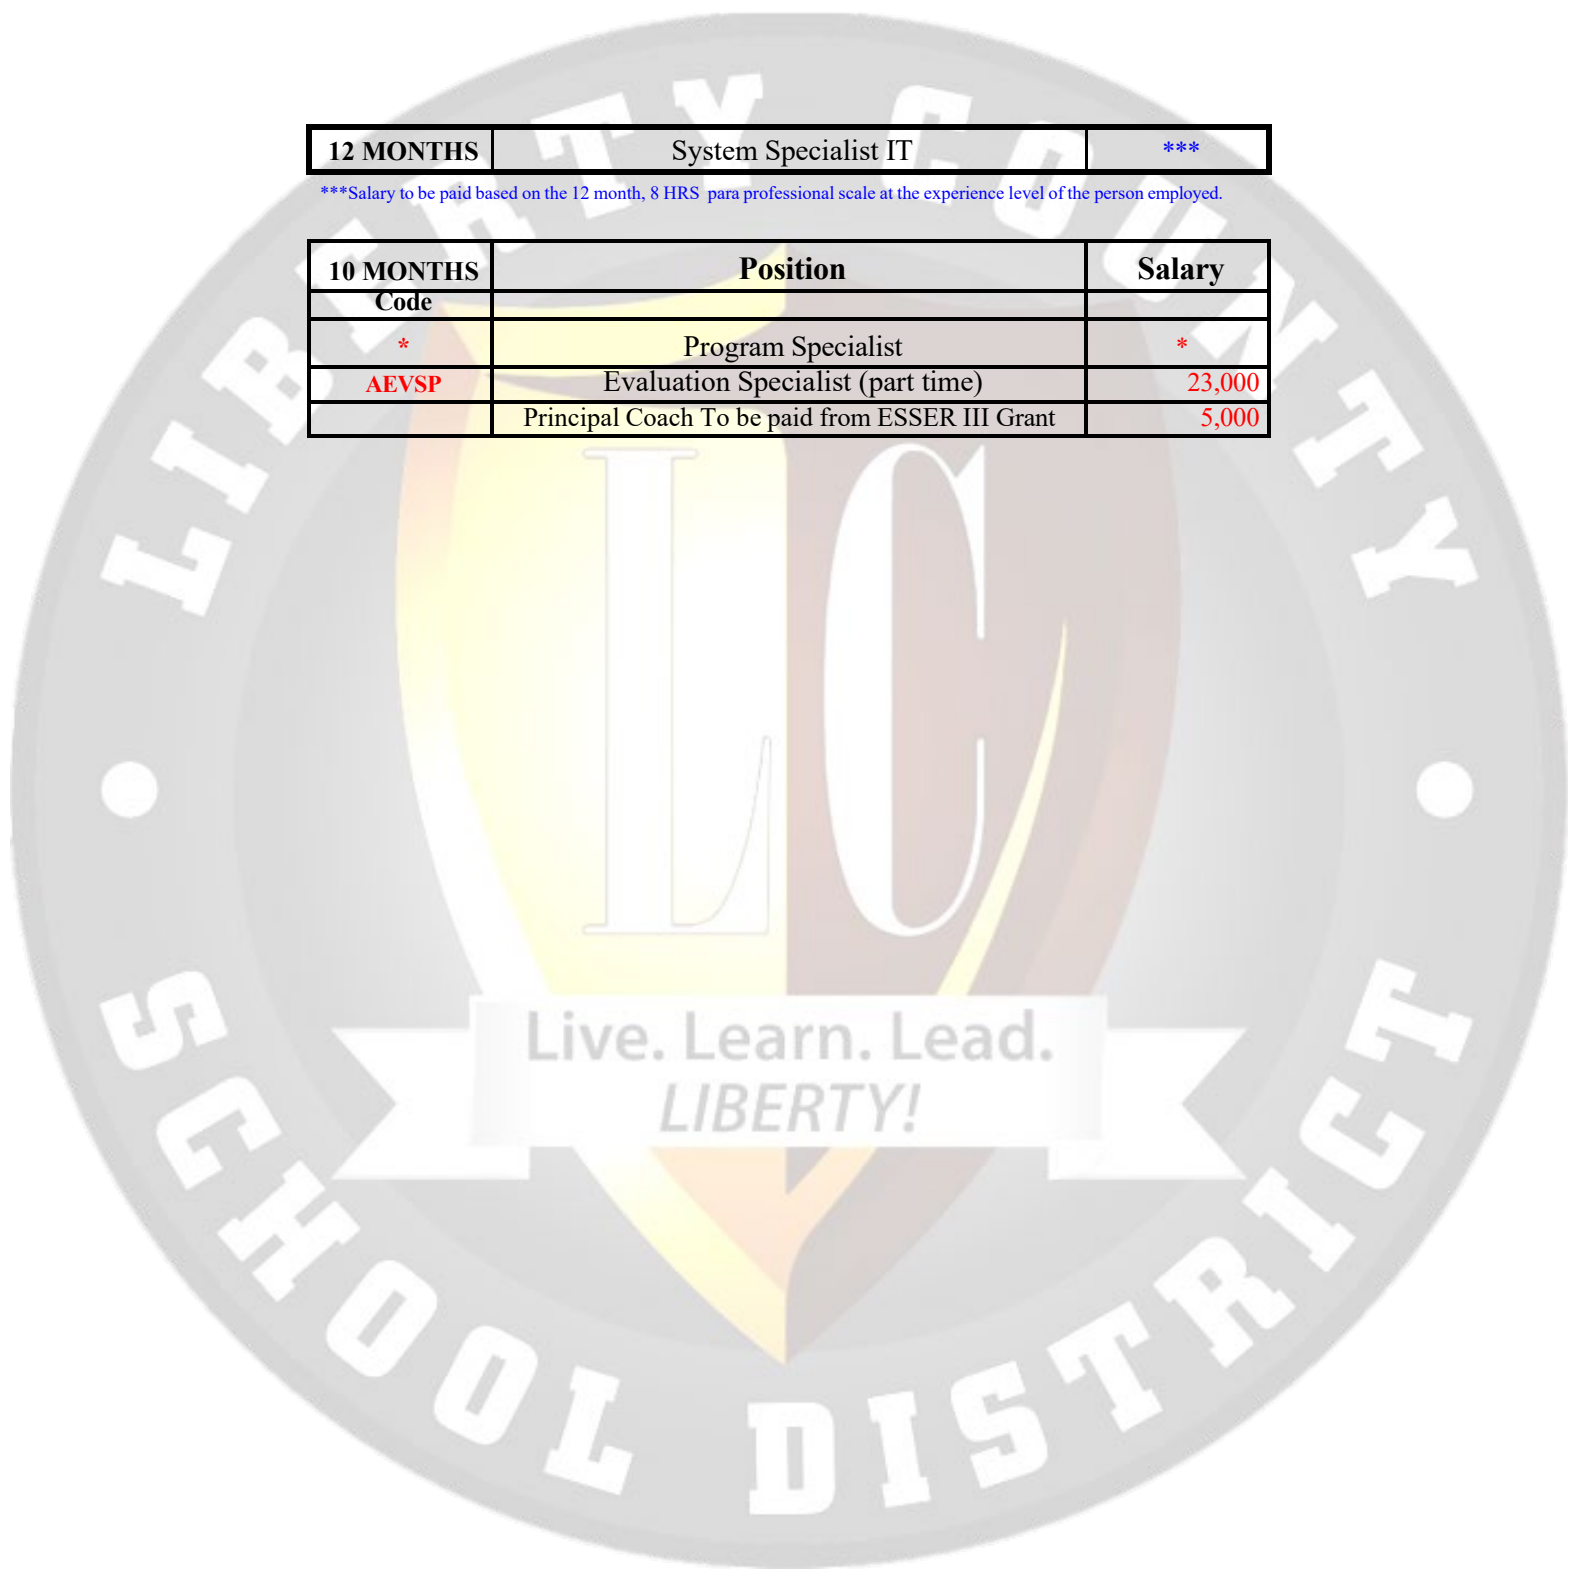 12 MONTHS System Specialist IT ***
***Salary to be paid based on the 12 month, 8 HRS para professional scale at the experience level of the person employed.
10 MONTHS Position Salary
Code
* Program Specialist *
AEVSP Evaluation Specialist (part time) 23,000
Principal Coach To be paid from ESSER III Grant 5,000
LIBERTY COUNTY
LC
Live. Learn. Lead.
LIBERTY!
SCHOOL DISTRICT